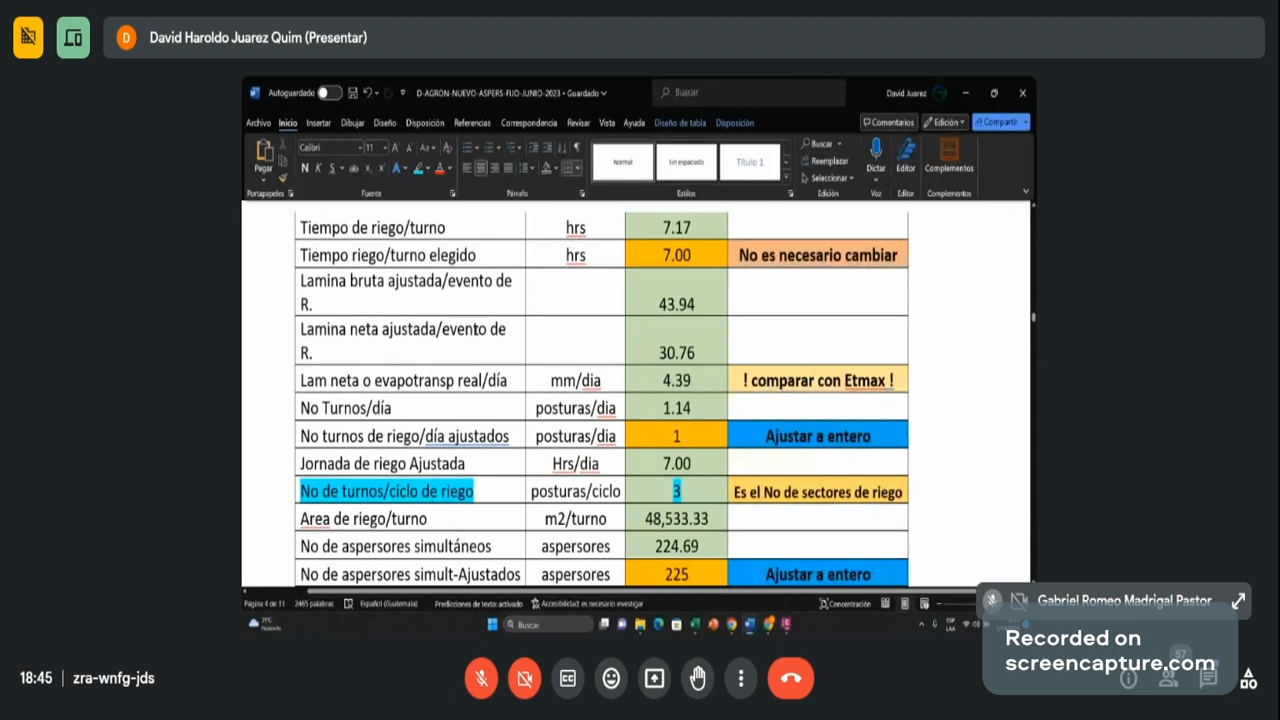 David Haroldo Juarez Quim (Presentar)
Autoguardado
D-AGRON-NUEVO-ASPERS-FIJO-JUNIO-2023 • Guardado
Buscar
David Juarez
Archivo Inicio Insertar Dibujar Diseño Disposición Referencias Correspondencia Revisar Vista Ayuda Diseño de tabla Disposición
Comentarios Edición Compartir
Pegar
Calibri 11
Normal
Sin espaciado
Título 1
Buscar
Reemplazar
Seleccionar
Dictar
Editor
Complementos
Portapapeles Fuente Párrafo Estilos Edición Voz Editor Complementos
Tiempo de riego/turno hrs 7.17
Tiempo riego/turno elegido hrs 7.00 No es necesario cambiar
Lamina bruta ajustada/evento de
R. 43.94
Lamina neta ajustada/evento de
R. 30.76
Lam neta o evapotransp real/día mm/dia 4.39 ! comparar con Etmax !
No Turnos/día posturas/dia 1.14
No turnos de riego/día ajustados posturas/dia 1 Ajustar a entero
Jornada de riego Ajustada Hrs/dia 7.00
No de turnos/ciclo de riego posturas/ciclo 3 Es el No de sectores de riego
Area de riego/turno m2/turno 48,533.33
No de aspersores simultáneos aspersores 224.69
No de aspersores simult-Ajustados aspersores 225 Ajustar a entero
Página 4 de 11 2465 palabras Español (Guatemala) Predicciones de texto: activado Accesibilidad: es necesario investigar Concentración
Buscar
Gabriel Romeo Madrigal Pastor
Recorded on
screencapture.com
57
18:45 zra-wnfg-jds